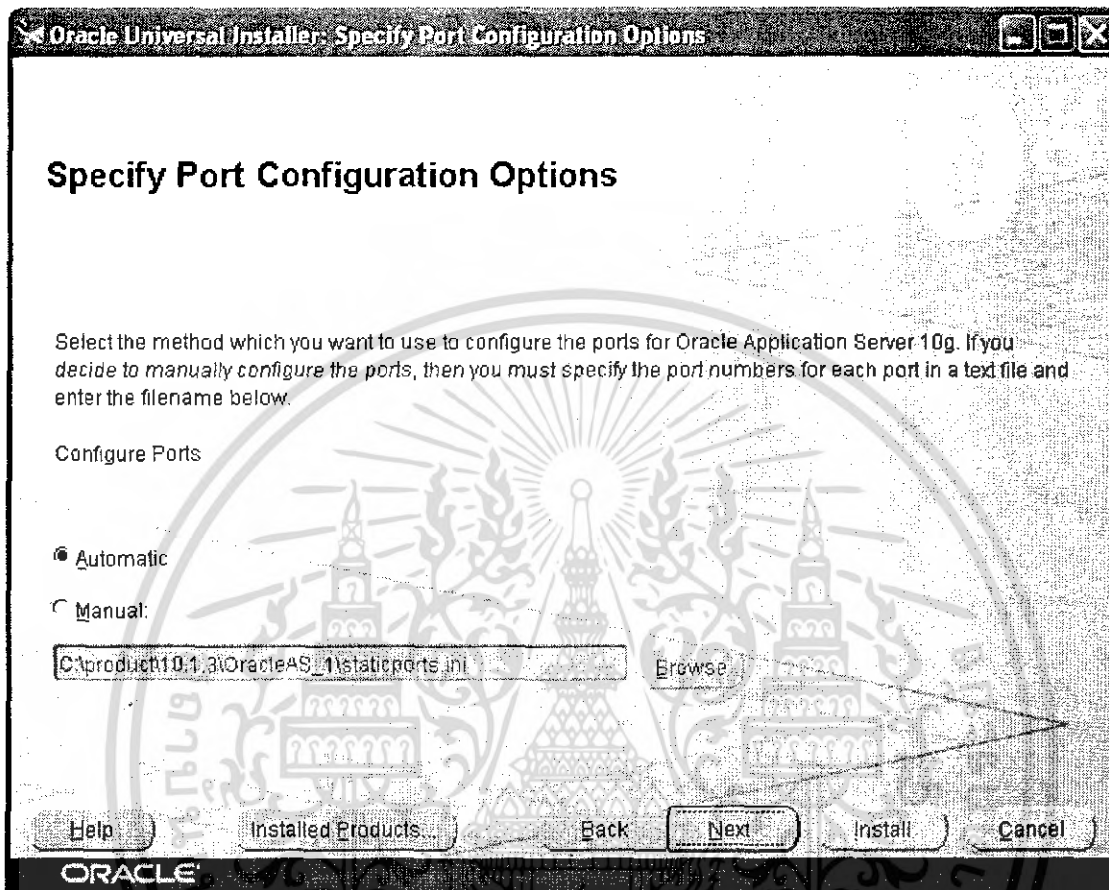 Oracle Universal Installer: Specify Port Configuration Options
Specify Port Configuration Options
Select the method which you want to use to configure the ports for Oracle Application Server 10g. If you
decide to manually configure the ports, then you must specify the port numbers for each port in a text file and
enter the filename below.
Configure Ports
Automatic
Manual:
C:\product\10.1.3\OracleAS_1\staticports.ini
Browse
Help
Installed Products...
Back
Next
Install
Cancel
ORACLE